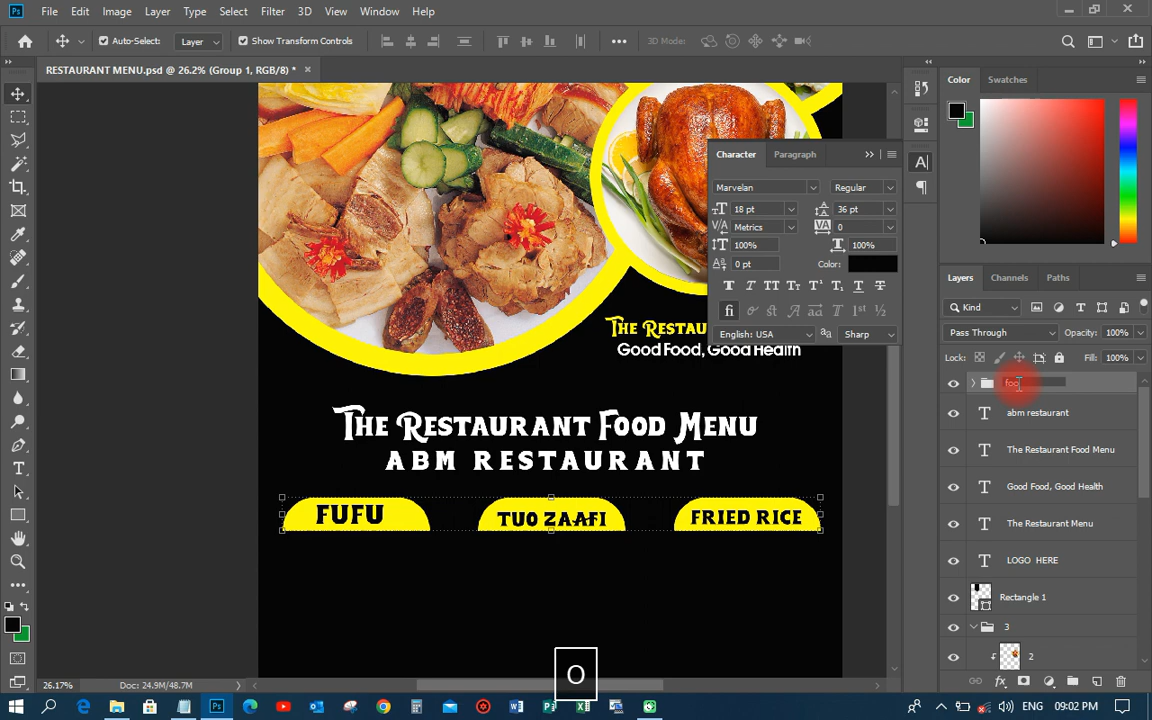 Ps File Edit Image Layer Type Select Filter 3D View Window Help
Auto-Select: Layer Show Transform Controls 3D Mode:
RESTAURANT MENU.psd @ 26.2% (Group 1, RGB/8) *
Color Swatches
Character Paragraph
Marvelan Regular
18 pt 36 pt
Metrics 0
100% 100%
0 pt Color:
English: USA Sharp
Layers Channels Paths
Kind
Pass Through Opacity: 100%
Lock: Fill: 100%
foo
abm restaurant
The Restaurant Food Menu
Good Food, Good Health
The Restaurant Menu
LOGO HERE
Rectangle 1
3
2
Good Food, Good Health
The Restaurant Food Menu
ABM RESTAURANT
FUFU TUO ZAAFI FRIED RICE
O
26.17% Doc: 24.9M/48.7M
ENG 09:02 PM